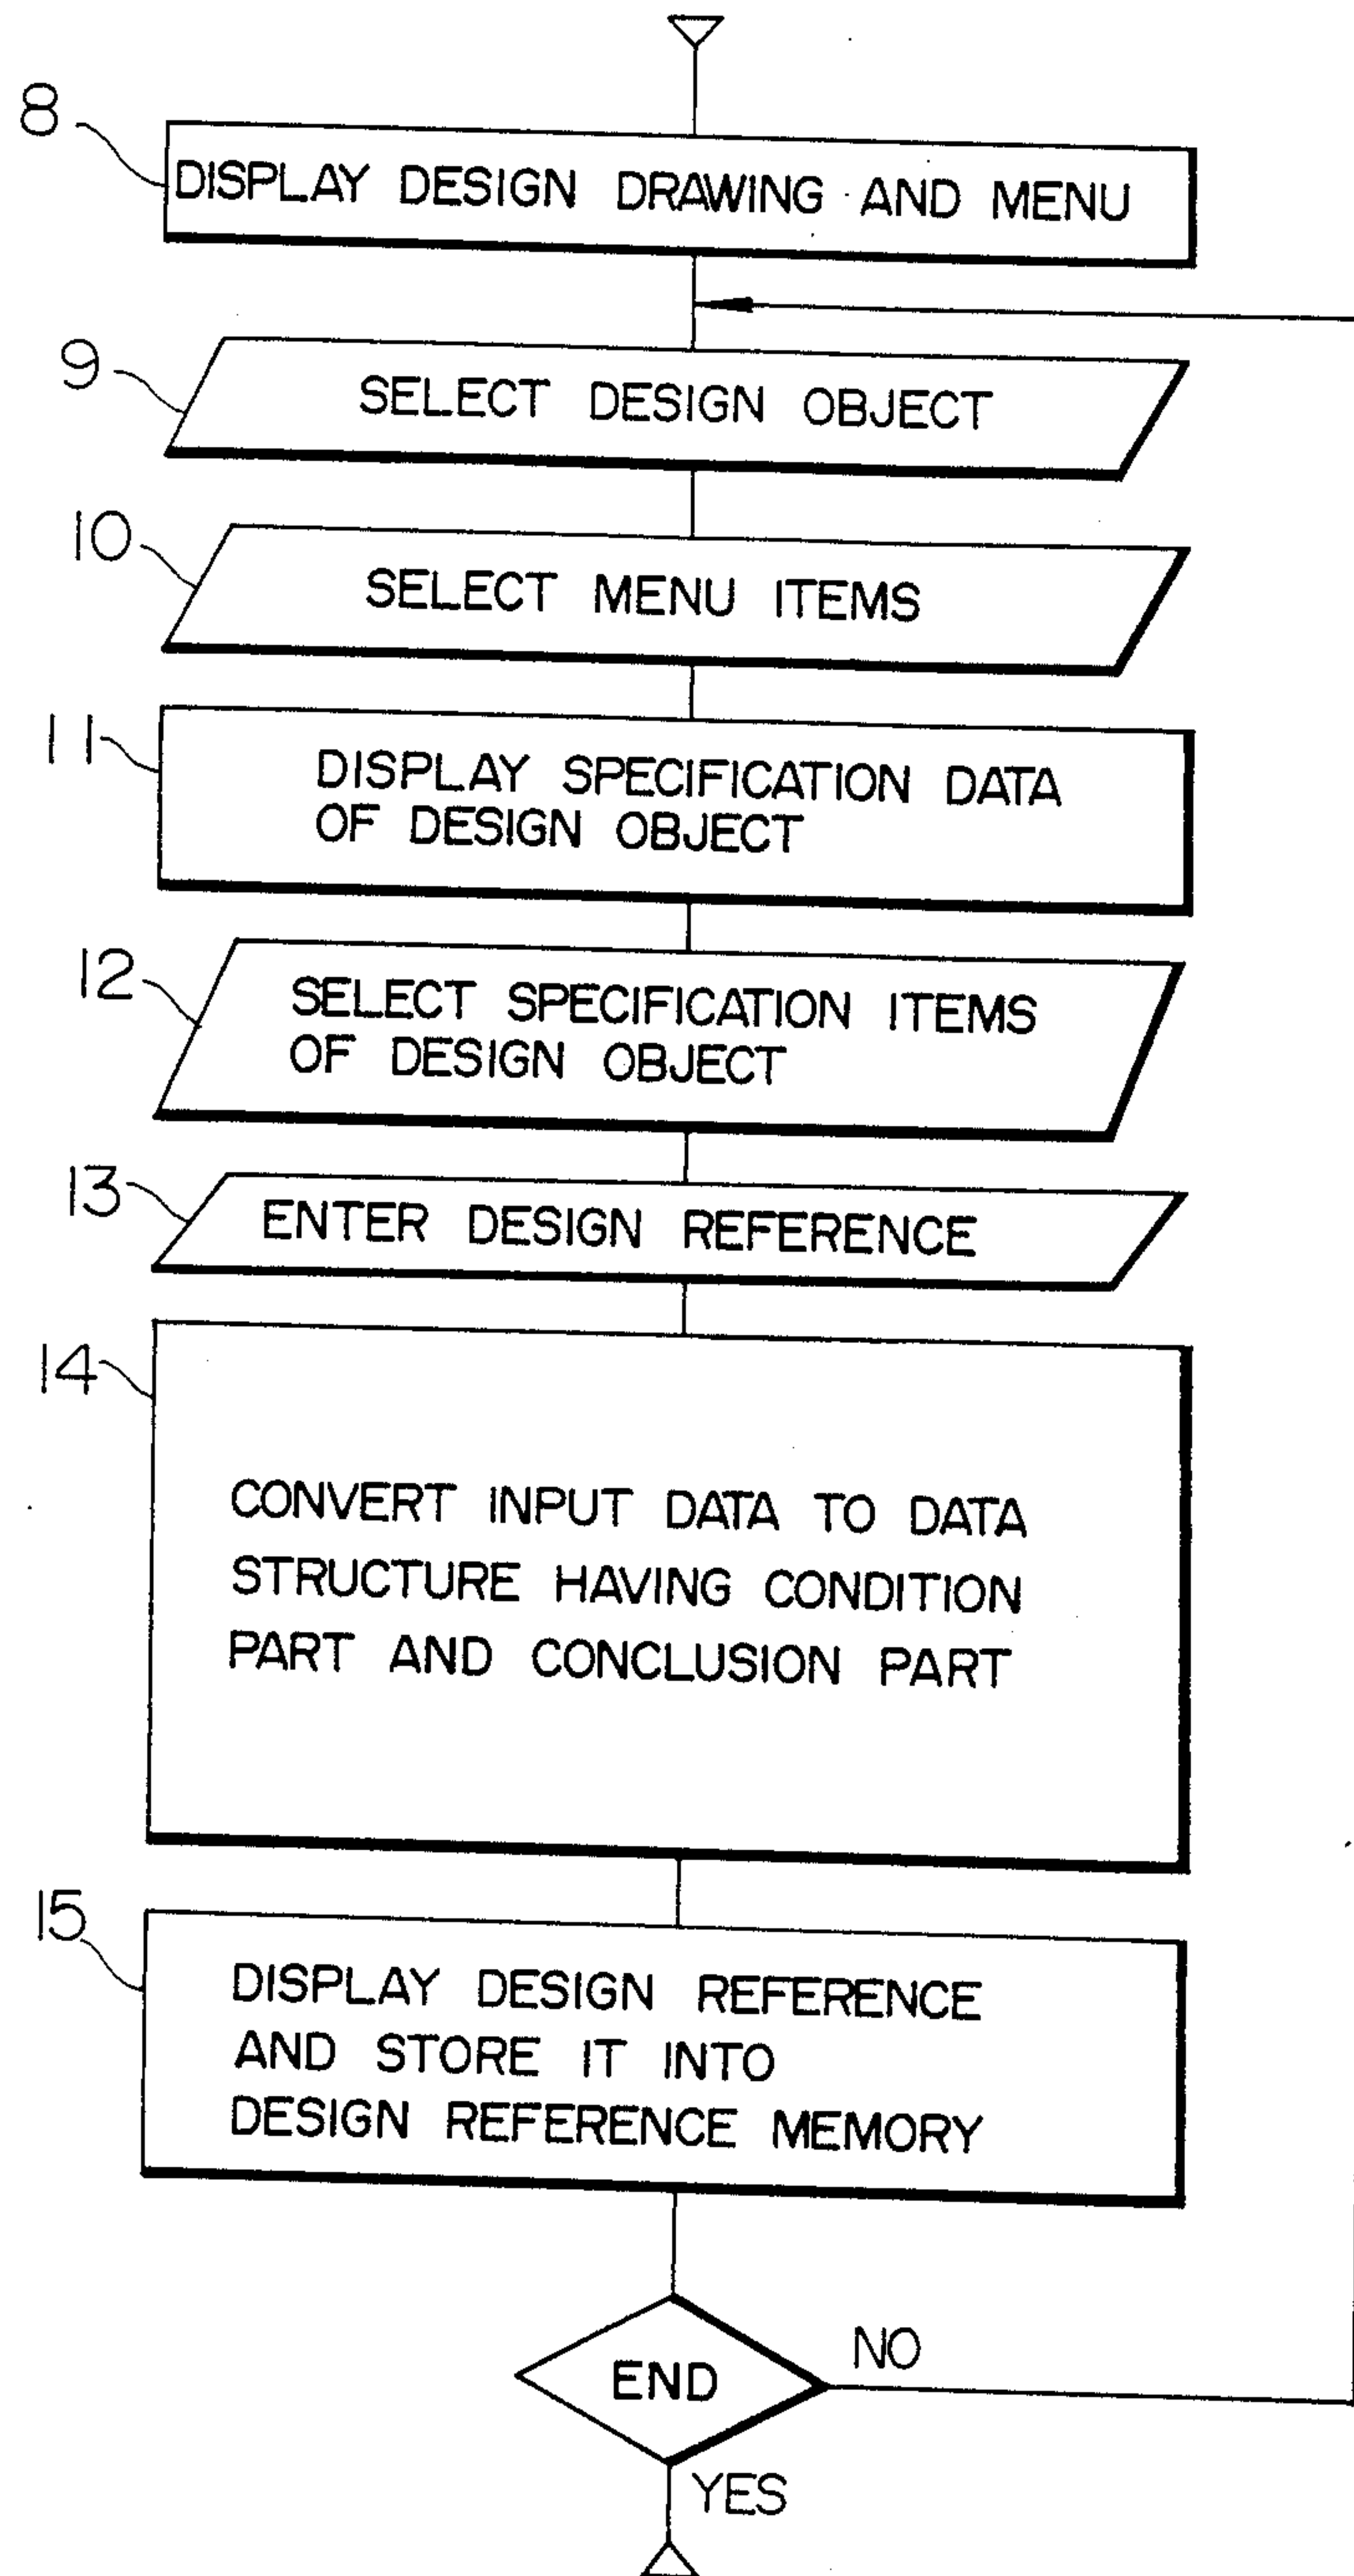 8
DISPLAY DESIGN DRAWING AND MENU
9
SELECT DESIGN OBJECT
10
SELECT MENU ITEMS
11
DISPLAY SPECIFICATION DATA
OF DESIGN OBJECT
12
SELECT SPECIFICATION ITEMS
OF DESIGN OBJECT
13
ENTER DESIGN REFERENCE
14
CONVERT INPUT DATA TO DATA
STRUCTURE HAVING CONDITION
PART AND CONCLUSION PART
15
DISPLAY DESIGN REFERENCE
AND STORE IT INTO
DESIGN REFERENCE MEMORY
END
NO
YES